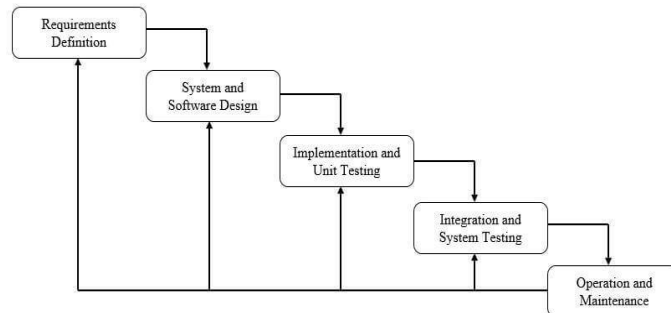 Requirements
Definition
System and
Software Design
Implementation and
Unit Testing
Integration and
System Testing
Operation and
Maintenance